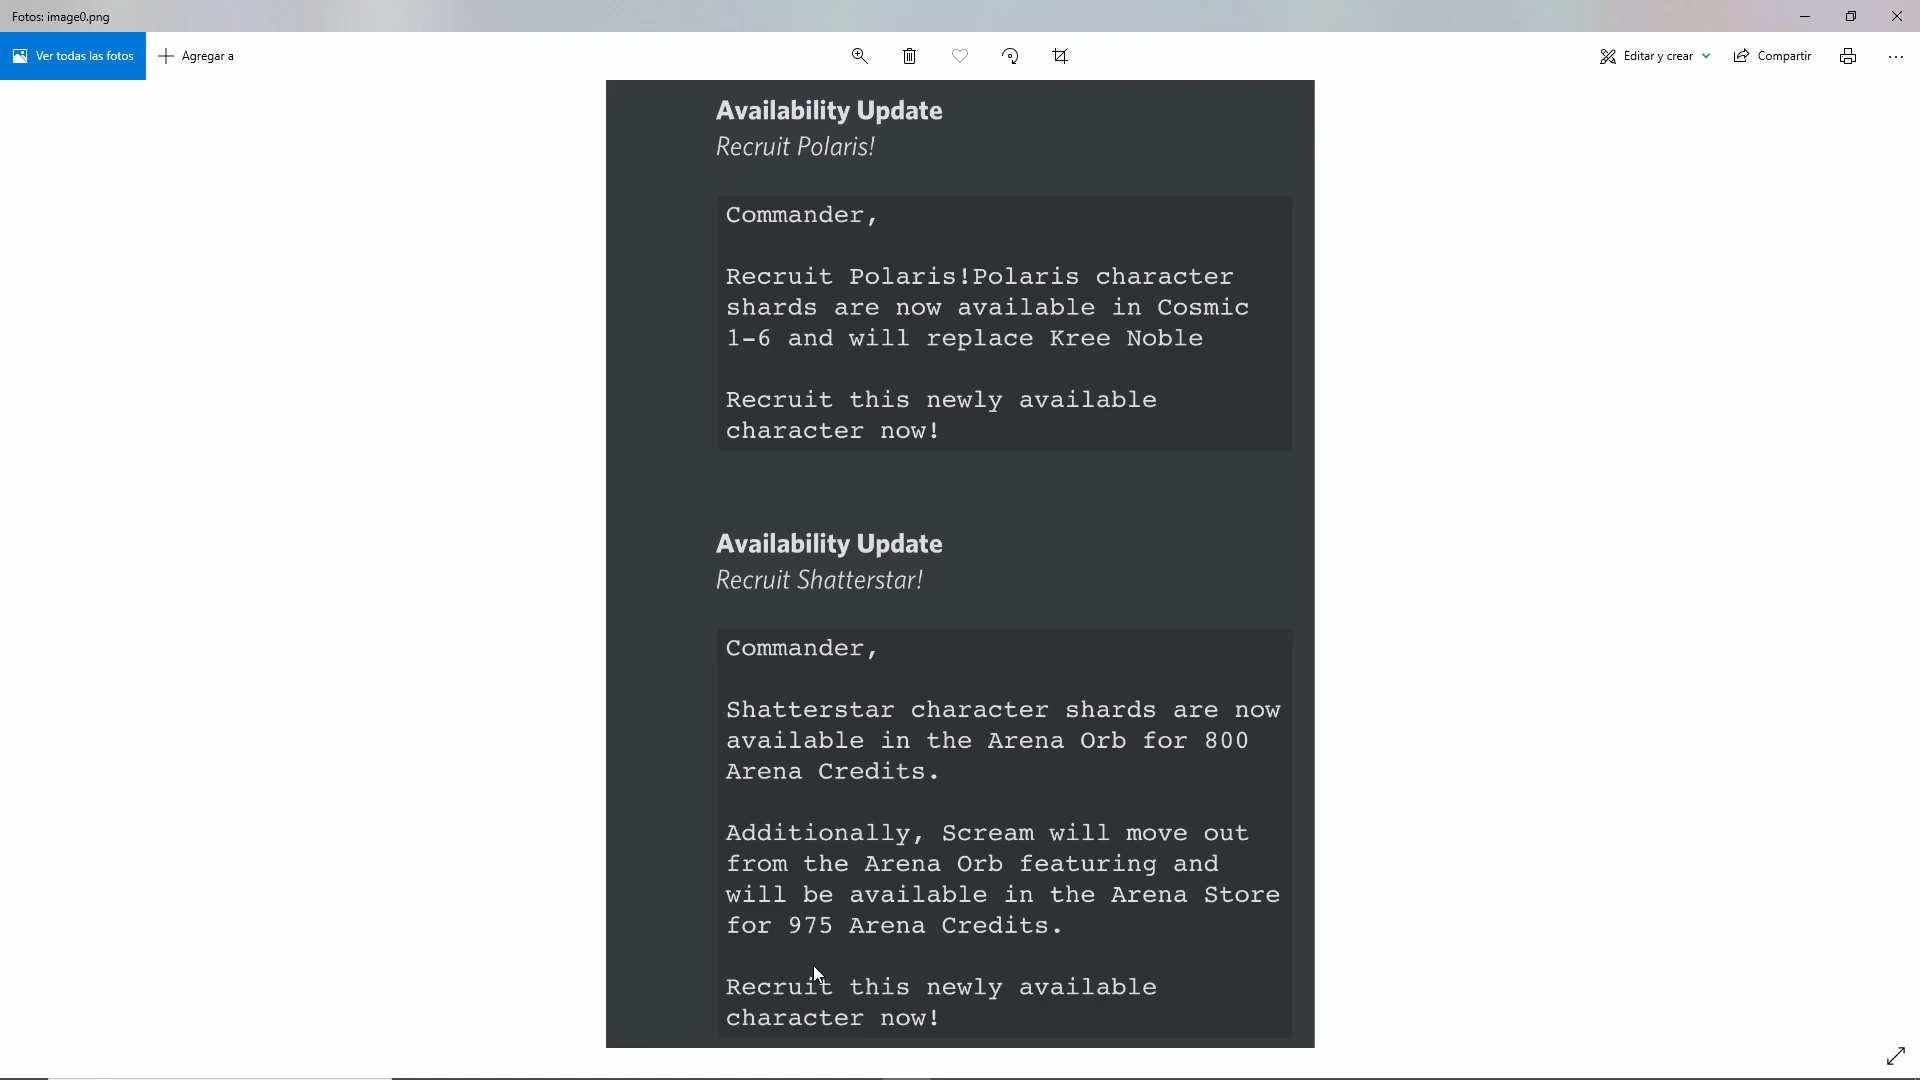 Fotos: image0.png
Ver todas las fotos
Agregar a
Editar y crear
Compartir
Availability Update
Recruit Polaris!
Commander,
Recruit Polaris!Polaris character
shards are now available in Cosmic
1-6 and will replace Kree Noble
Recruit this newly available
character now!
Availability Update
Recruit Shatterstar!
Commander,
Shatterstar character shards are now
available in the Arena Orb for 800
Arena Credits.
Additionally, Scream will move out
from the Arena Orb featuring and
will be available in the Arena Store
for 975 Arena Credits.
Recruit this newly available
character now!